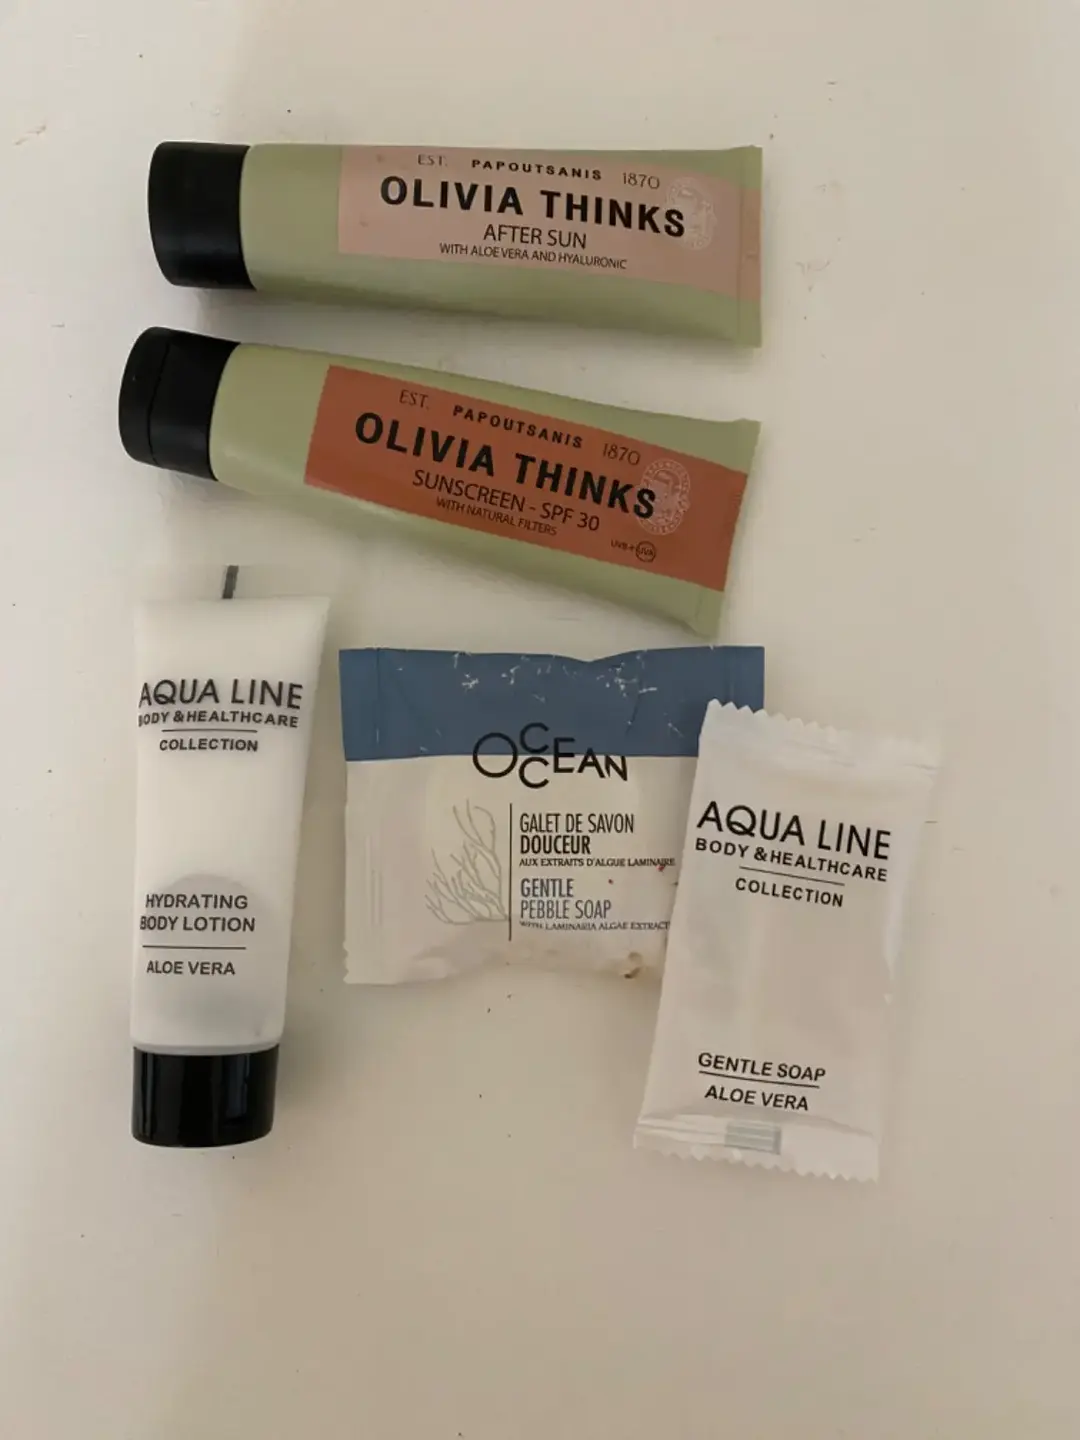 EST. PAPOUTSANIS 1870
OLIVIA THINKS
AFTER SUN
WITH ALOE VERA AND HYALURONIC
EST. PAPOUTSANIS 1870
OLIVIA THINKS
SUNSCREEN - SPF 30
WITH NATURAL FILTERS
UVB+UVA
AQUA LINE
BODY & HEALTHCARE
COLLECTION
HYDRATING
BODY LOTION
ALOE VERA
OCCEAN
GALET DE SAVON
DOUCEUR
AUX EXTRAITS D'ALGUE LAMINAIRE
GENTLE
PEBBLE SOAP
WITH LAMINARIA ALGAE EXTRACT
AQUA LINE
BODY & HEALTHCARE
COLLECTION
GENTLE SOAP
ALOE VERA